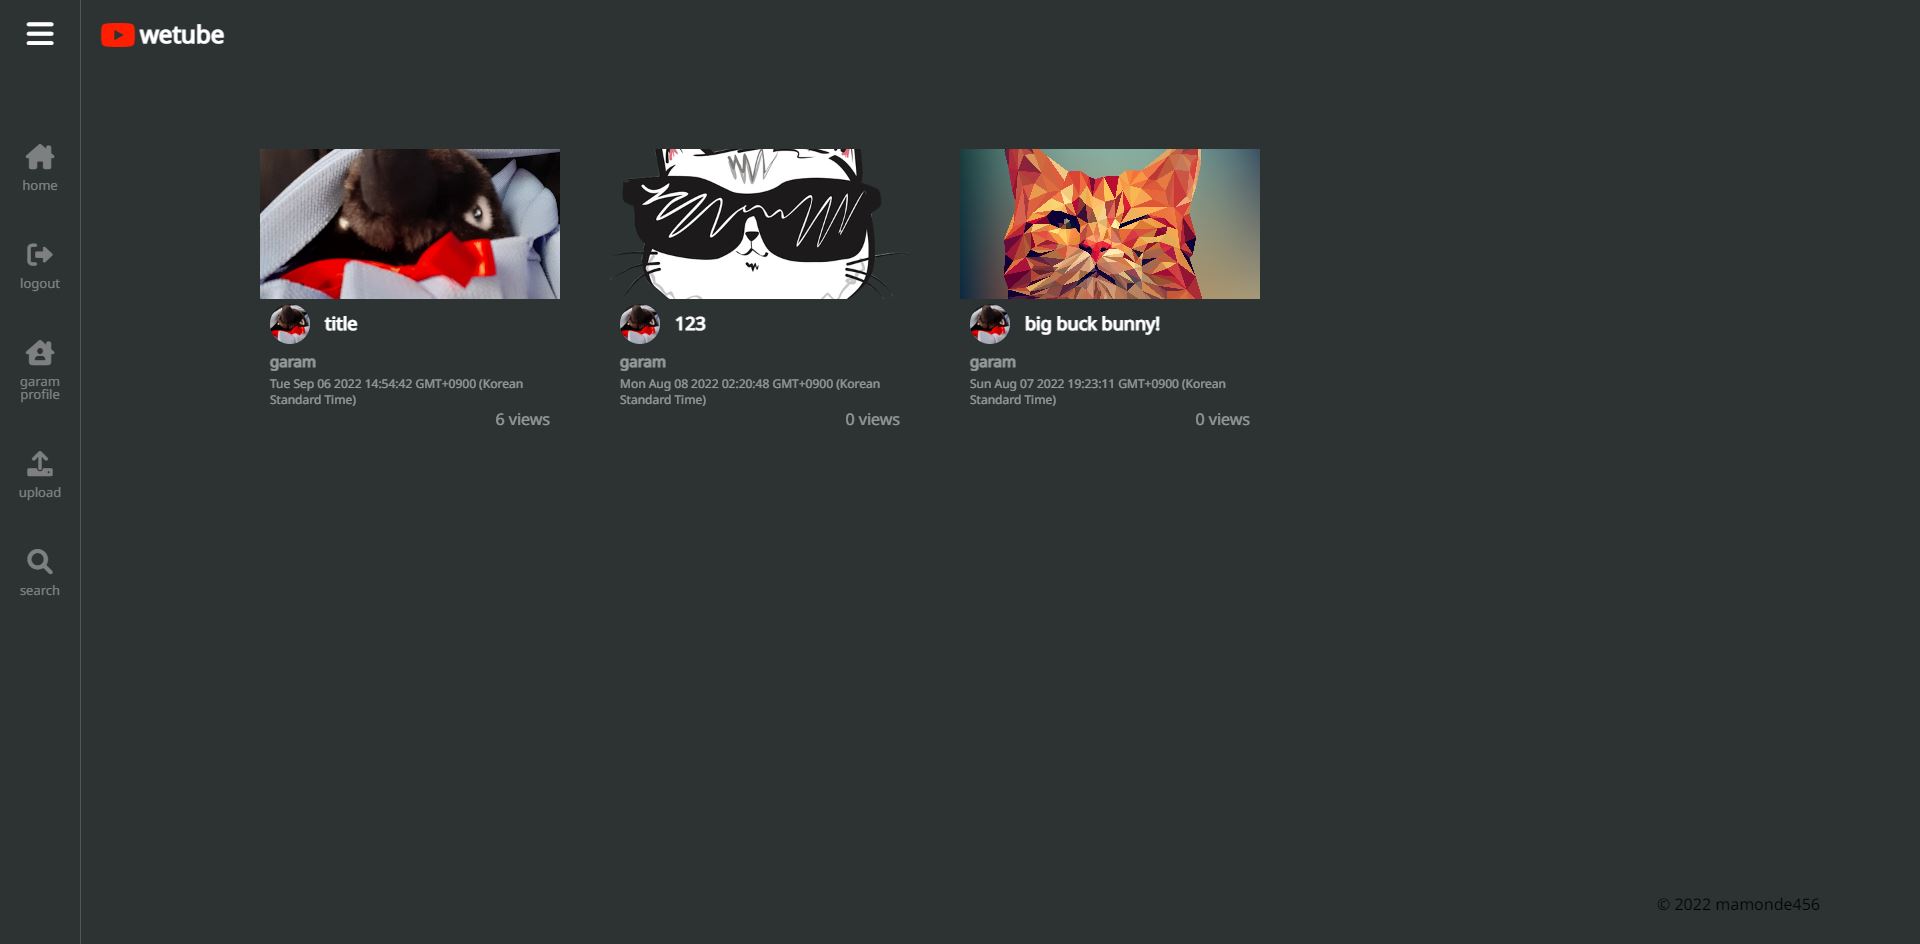 wetube
home
logout
garam
profile
upload
search
title
garam
Tue Sep 06 2022 14:54:42 GMT+0900 (Korean
Standard Time)
6 views
123
garam
Mon Aug 08 2022 02:20:48 GMT+0900 (Korean
Standard Time)
0 views
big buck bunny!
garam
Sun Aug 07 2022 19:23:11 GMT+0900 (Korean
Standard Time)
0 views
© 2022 mamonde456